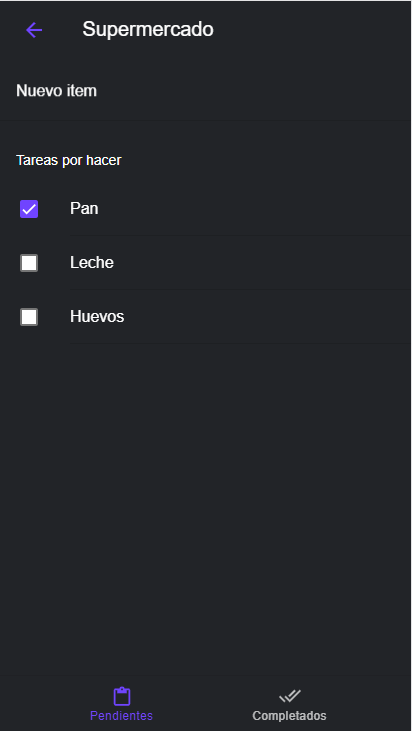 Supermercado
Nuevo item
Tareas por hacer
Pan
Leche
Huevos
Pendientes
Completados